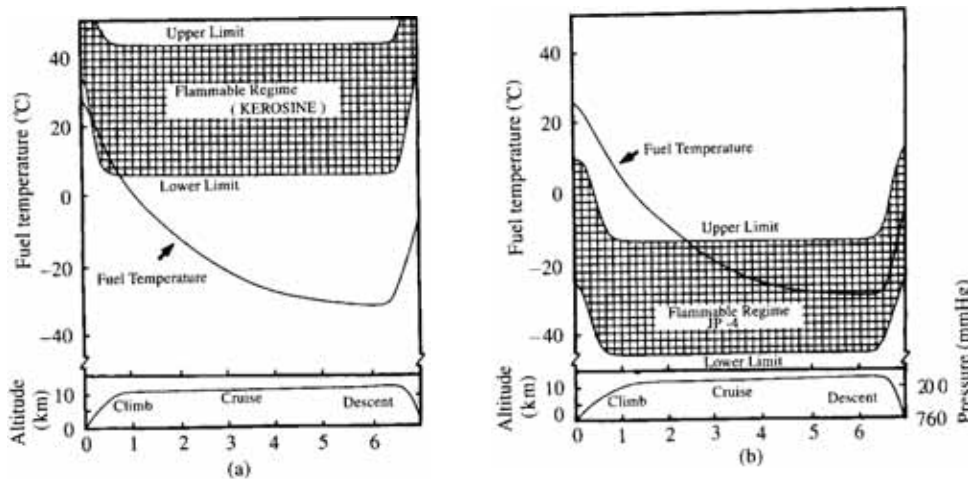 Fuel temperature (℃)
40
20
0
−20
−40
Upper Limit
Flammable Regime
( KEROSINE )
Lower Limit
Fuel Temperature
Altitude
(km)
10
0
Climb
Cruise
Descent
0 1 2 3 4 5 6
(a)
Fuel temperature (℃)
40
20
0
−20
−40
Fuel Temperature
Upper Limit
Flammable Regime
JP -4
Lower Limit
Altitude
(km)
10
0
Climb
Cruise
Descent
20 0
760
Pressure (mmHg)
0 1 2 3 4 5 6 7
(b)